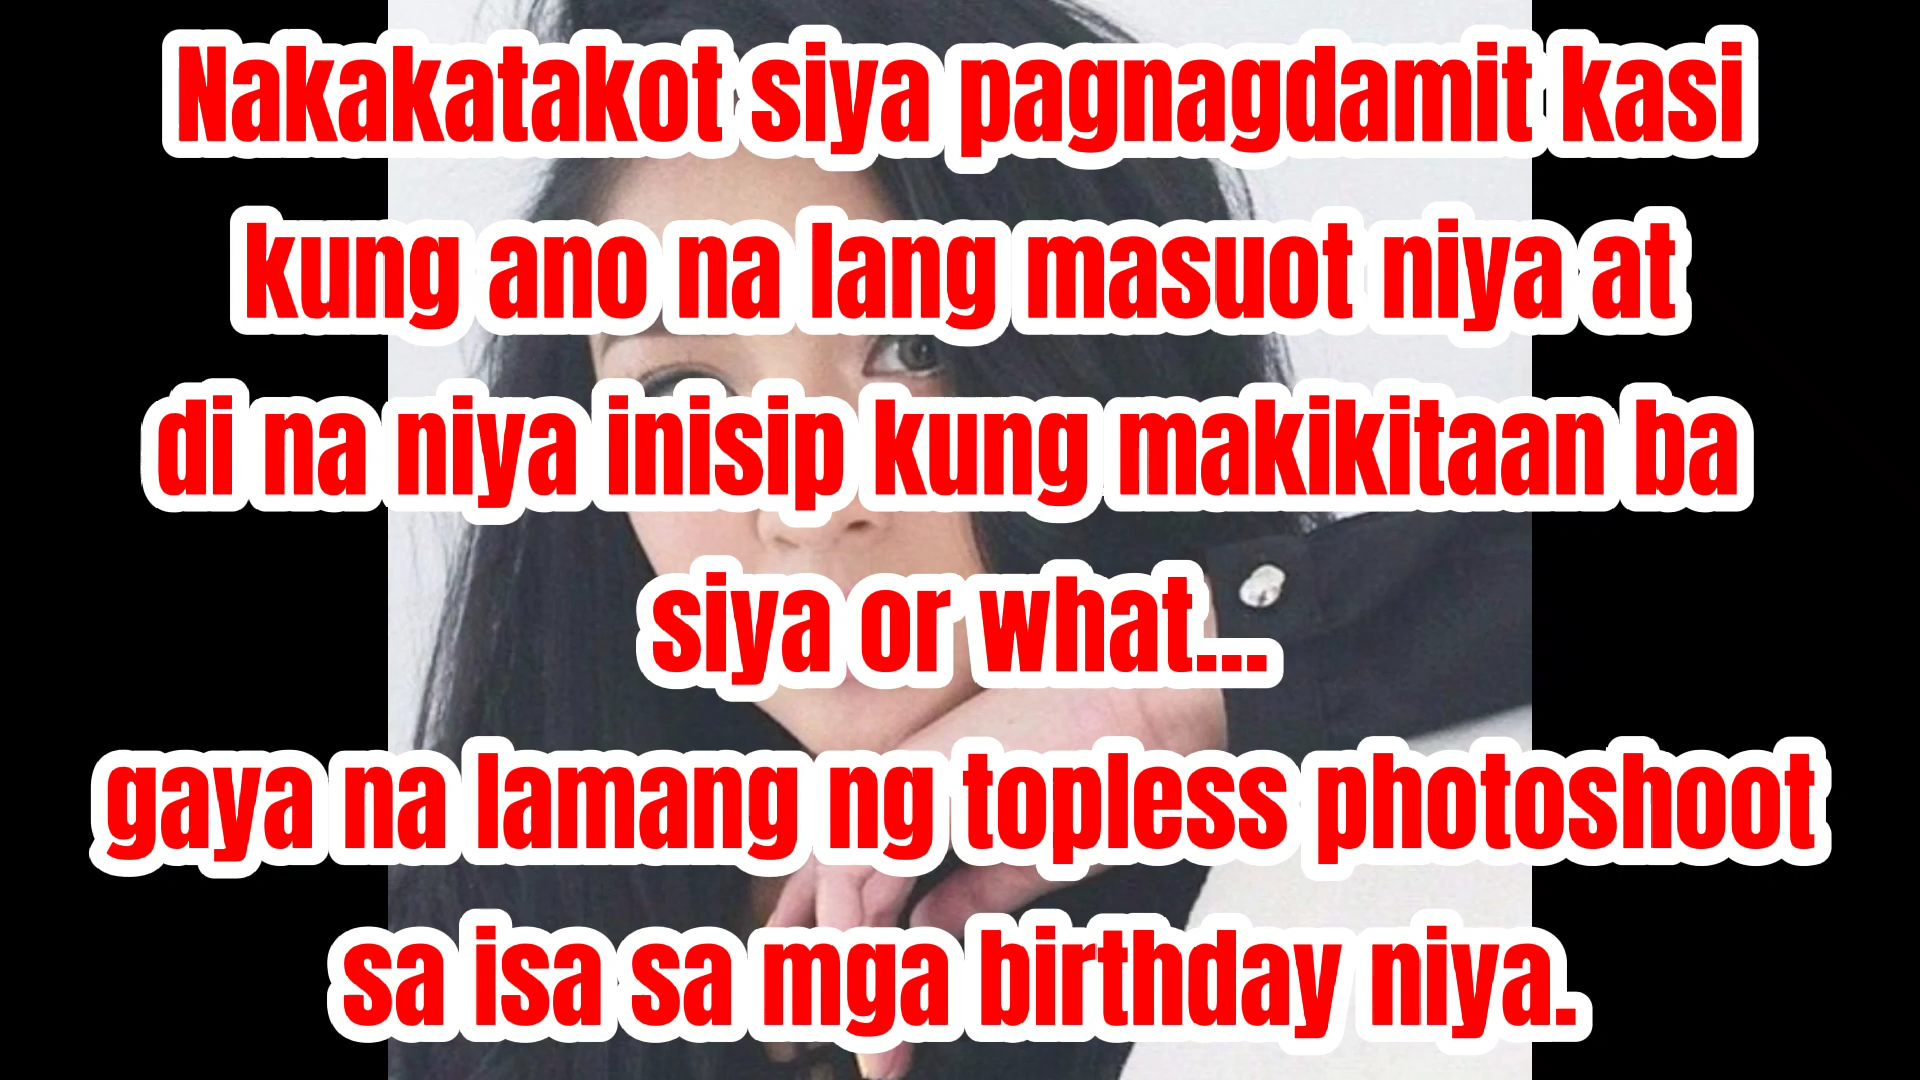 Nakakatakot siya pagnagdamit kasi
kung ano na lang masuot niya at
di na niya inisip kung makikitaan ba
siya or what...
gaya na lamang ng topless photoshoot
sa isa sa mga birthday niya.